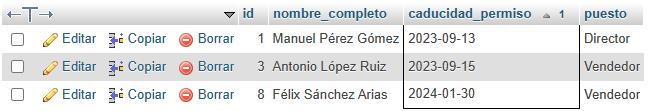 ←T→ id nombre_completo caducidad_permiso 1 puesto
Editar Copiar Borrar 1 Manuel Pérez Gómez 2023-09-13 Director
Editar Copiar Borrar 3 Antonio López Ruiz 2023-09-15 Vendedor
Editar Copiar Borrar 8 Félix Sánchez Arias 2024-01-30 Vendedor